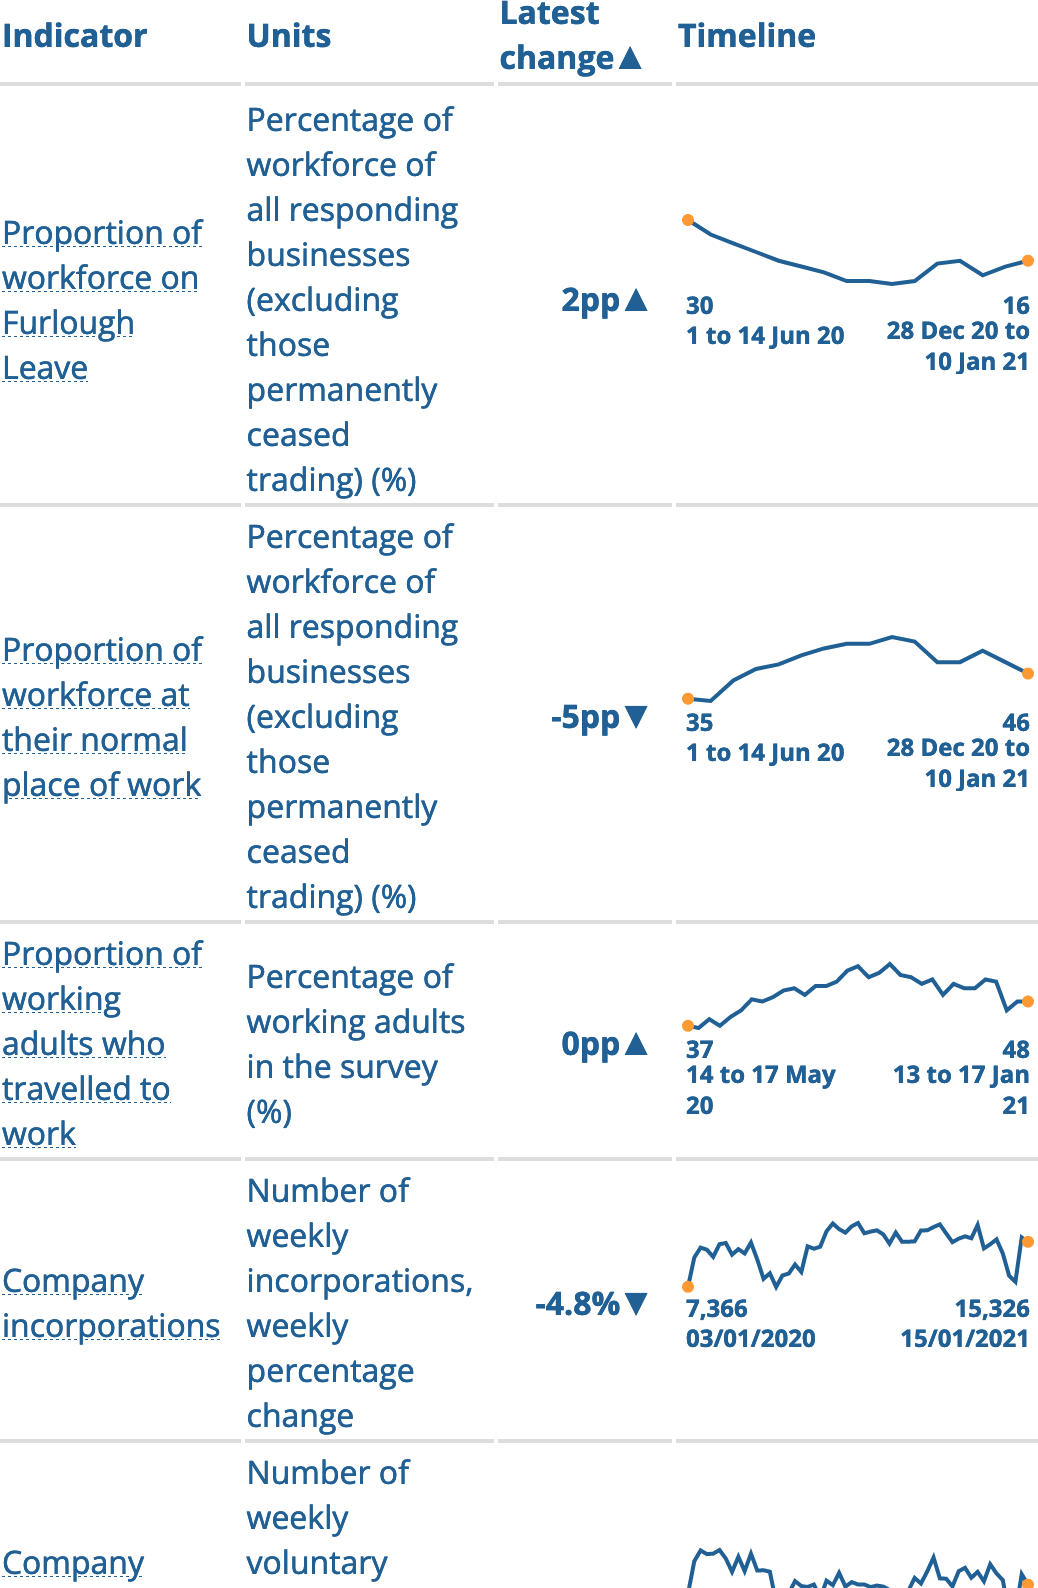 Indicator
Units
Latest
change▲
Timeline
Proportion of
workforce on
Furlough
Leave
Percentage of
workforce of
all responding
businesses
(excluding
those
permanently
ceased
trading) (%)
2pp▲
30
1 to 14 Jun 20
16
28 Dec 20 to
10 Jan 21
Proportion of
workforce at
their normal
place of work
Percentage of
workforce of
all responding
businesses
(excluding
those
permanently
ceased
trading) (%)
-5pp▼
35
1 to 14 Jun 20
46
28 Dec 20 to
10 Jan 21
Proportion of
working
adults who
travelled to
work
Percentage of
working adults
in the survey
(%)
0pp▲
37
14 to 17 May
20
48
13 to 17 Jan
21
Company
incorporations
Number of
weekly
incorporations,
weekly
percentage
change
-4.8%▼
7,366
03/01/2020
15,326
15/01/2021
Company
Number of
weekly
voluntary